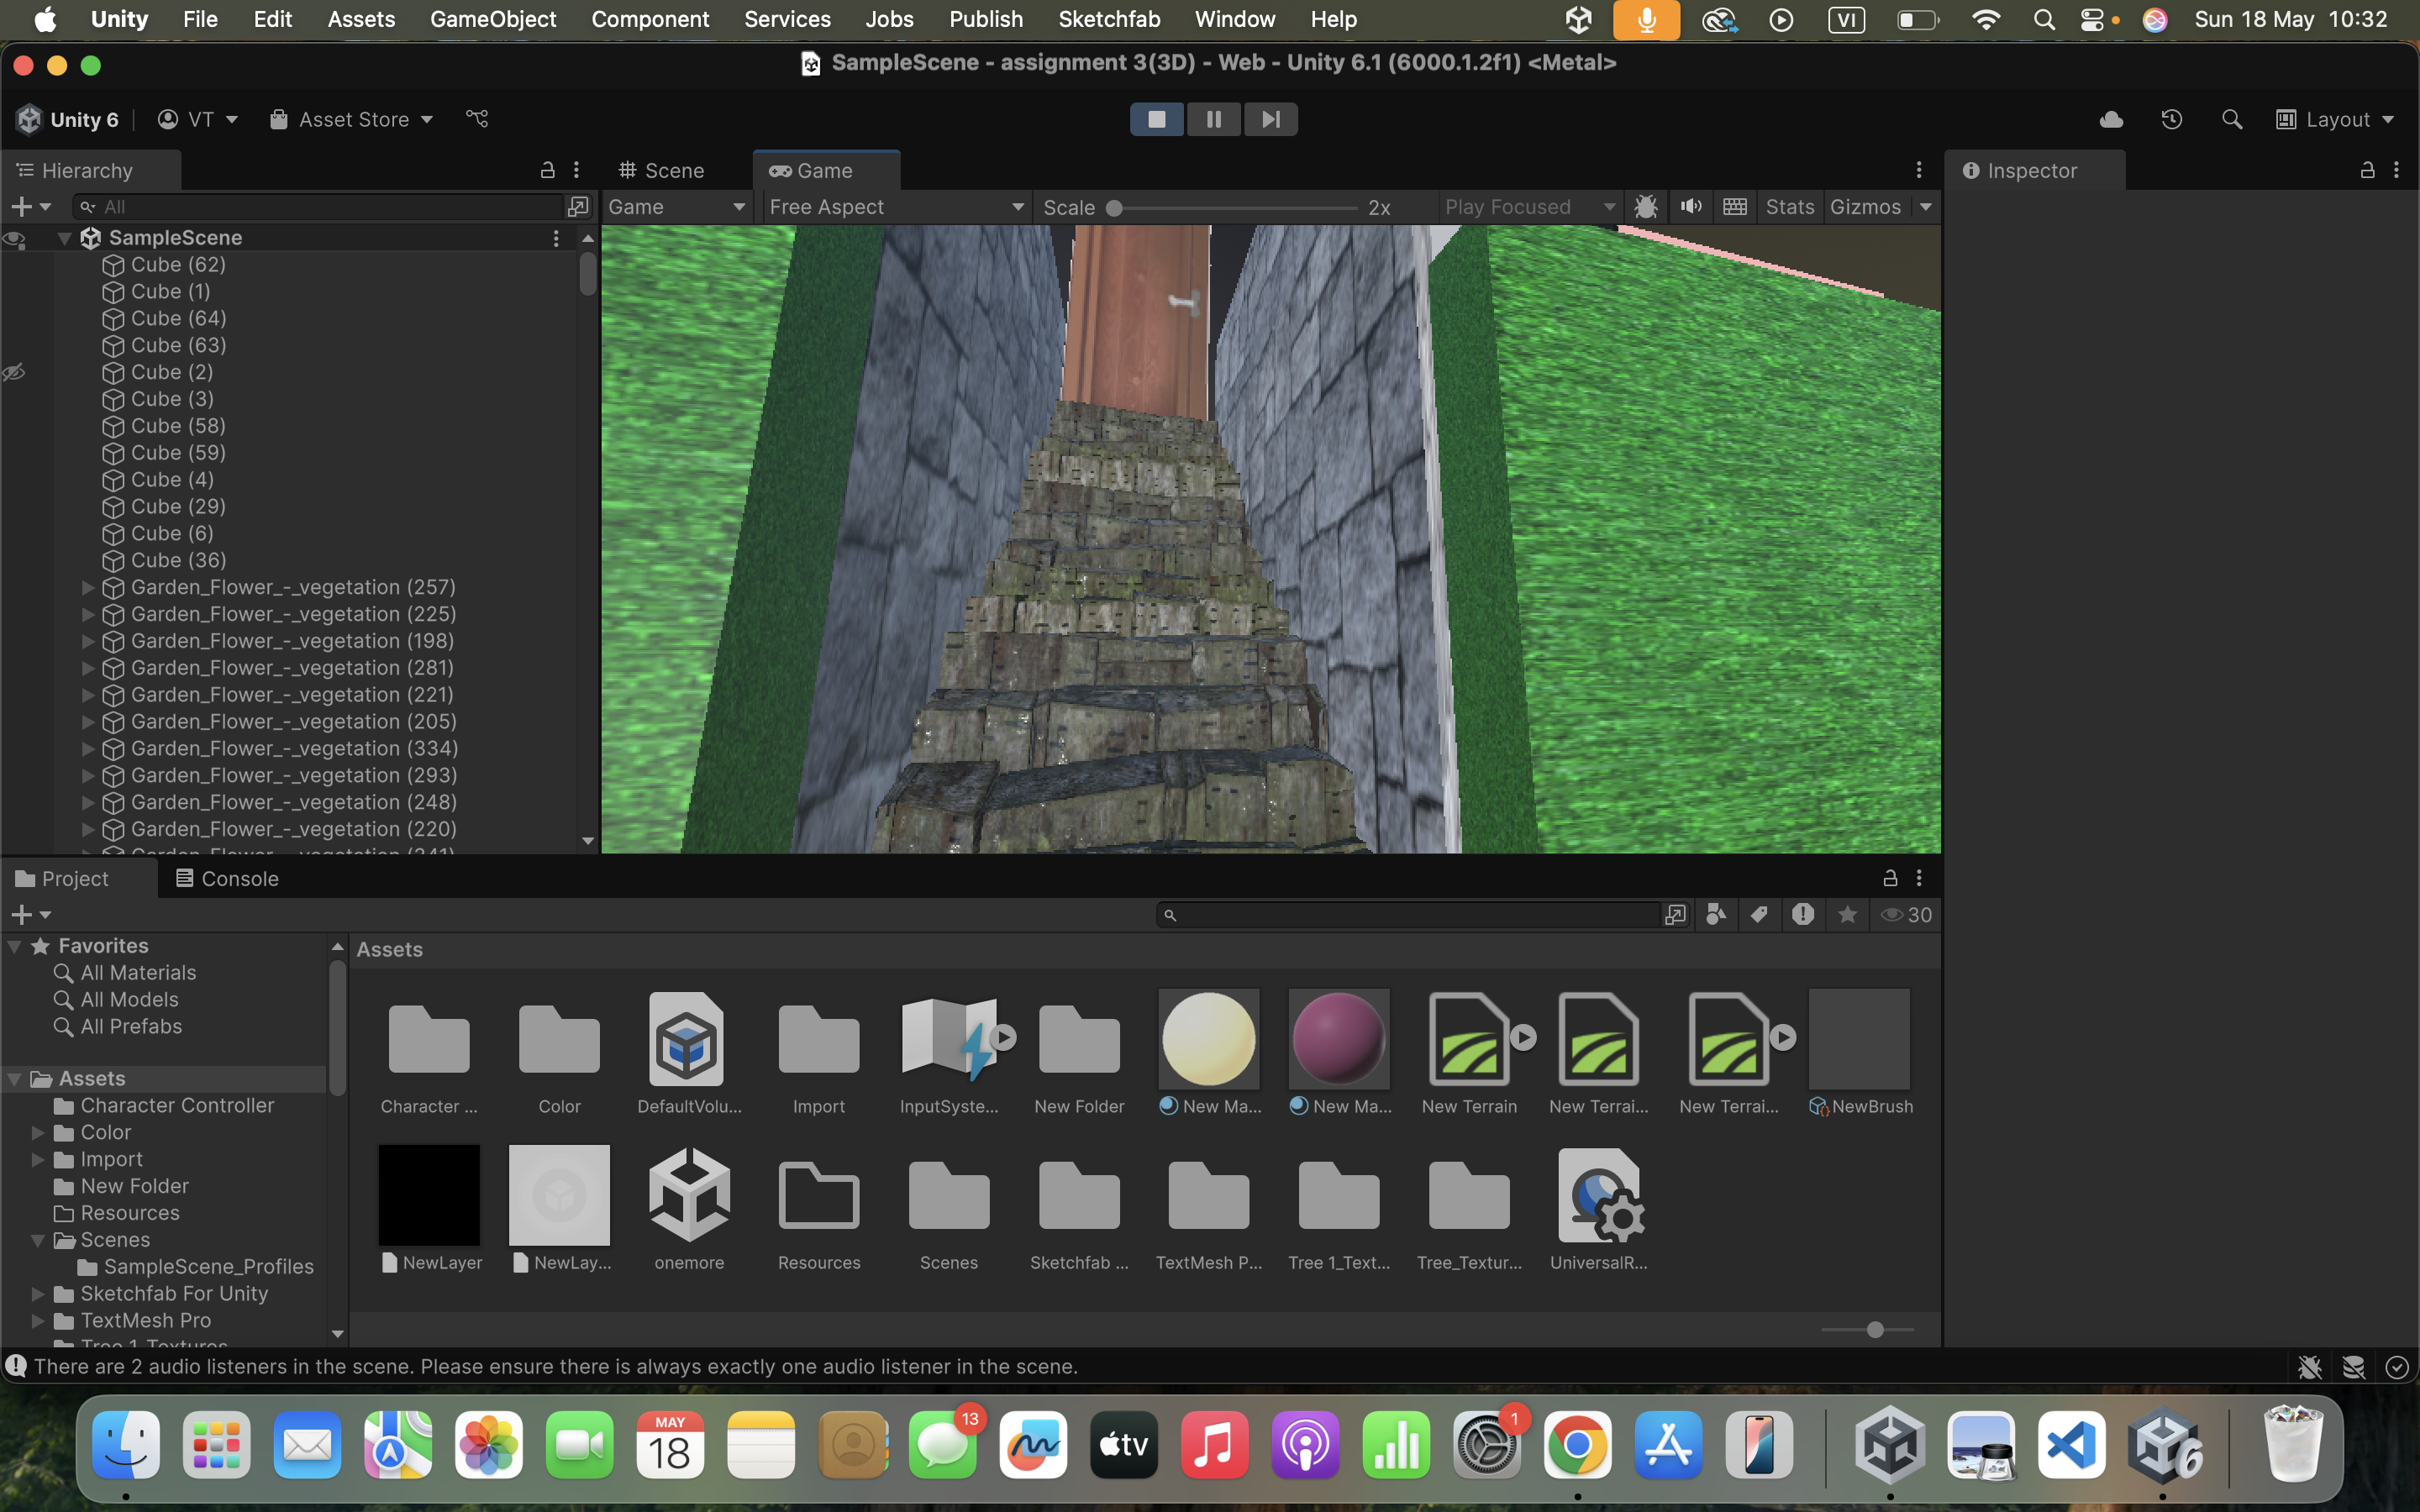 Unity File Edit Assets GameObject Component Services Jobs Publish Sketchfab Window Help VI Sun 18 May 10:32
SampleScene - assignment 3(3D) - Web - Unity 6.1 (6000.1.2f1) <Metal>
Unity 6 VT Asset Store Layout
Hierarchy Scene Game Inspector
All Game Free Aspect Scale 2x Play Focused Stats Gizmos
SampleScene
Cube (62)
Cube (1)
Cube (64)
Cube (63)
Cube (2)
Cube (3)
Cube (58)
Cube (59)
Cube (4)
Cube (29)
Cube (6)
Cube (36)
Garden_Flower_-_vegetation (257)
Garden_Flower_-_vegetation (225)
Garden_Flower_-_vegetation (198)
Garden_Flower_-_vegetation (281)
Garden_Flower_-_vegetation (221)
Garden_Flower_-_vegetation (205)
Garden_Flower_-_vegetation (334)
Garden_Flower_-_vegetation (293)
Garden_Flower_-_vegetation (248)
Garden_Flower_-_vegetation (220)
Project Console
30
Favorites
All Materials
All Models
All Prefabs
Assets
Character Controller
Color
Import
New Folder
Resources
Scenes
SampleScene_Profiles
Sketchfab For Unity
TextMesh Pro
Tree 1 Textures
Assets
Character ... Color DefaultVolu... Import InputSyste... New Folder New Ma... New Ma... New Terrain New Terrai... New Terrai... NewBrush
NewLayer NewLay... onemore Resources Scenes Sketchfab ... TextMesh P... Tree 1_Text... Tree_Textur... UniversalR...
There are 2 audio listeners in the scene. Please ensure there is always exactly one audio listener in the scene.
MAY
18
13
tv
1
6